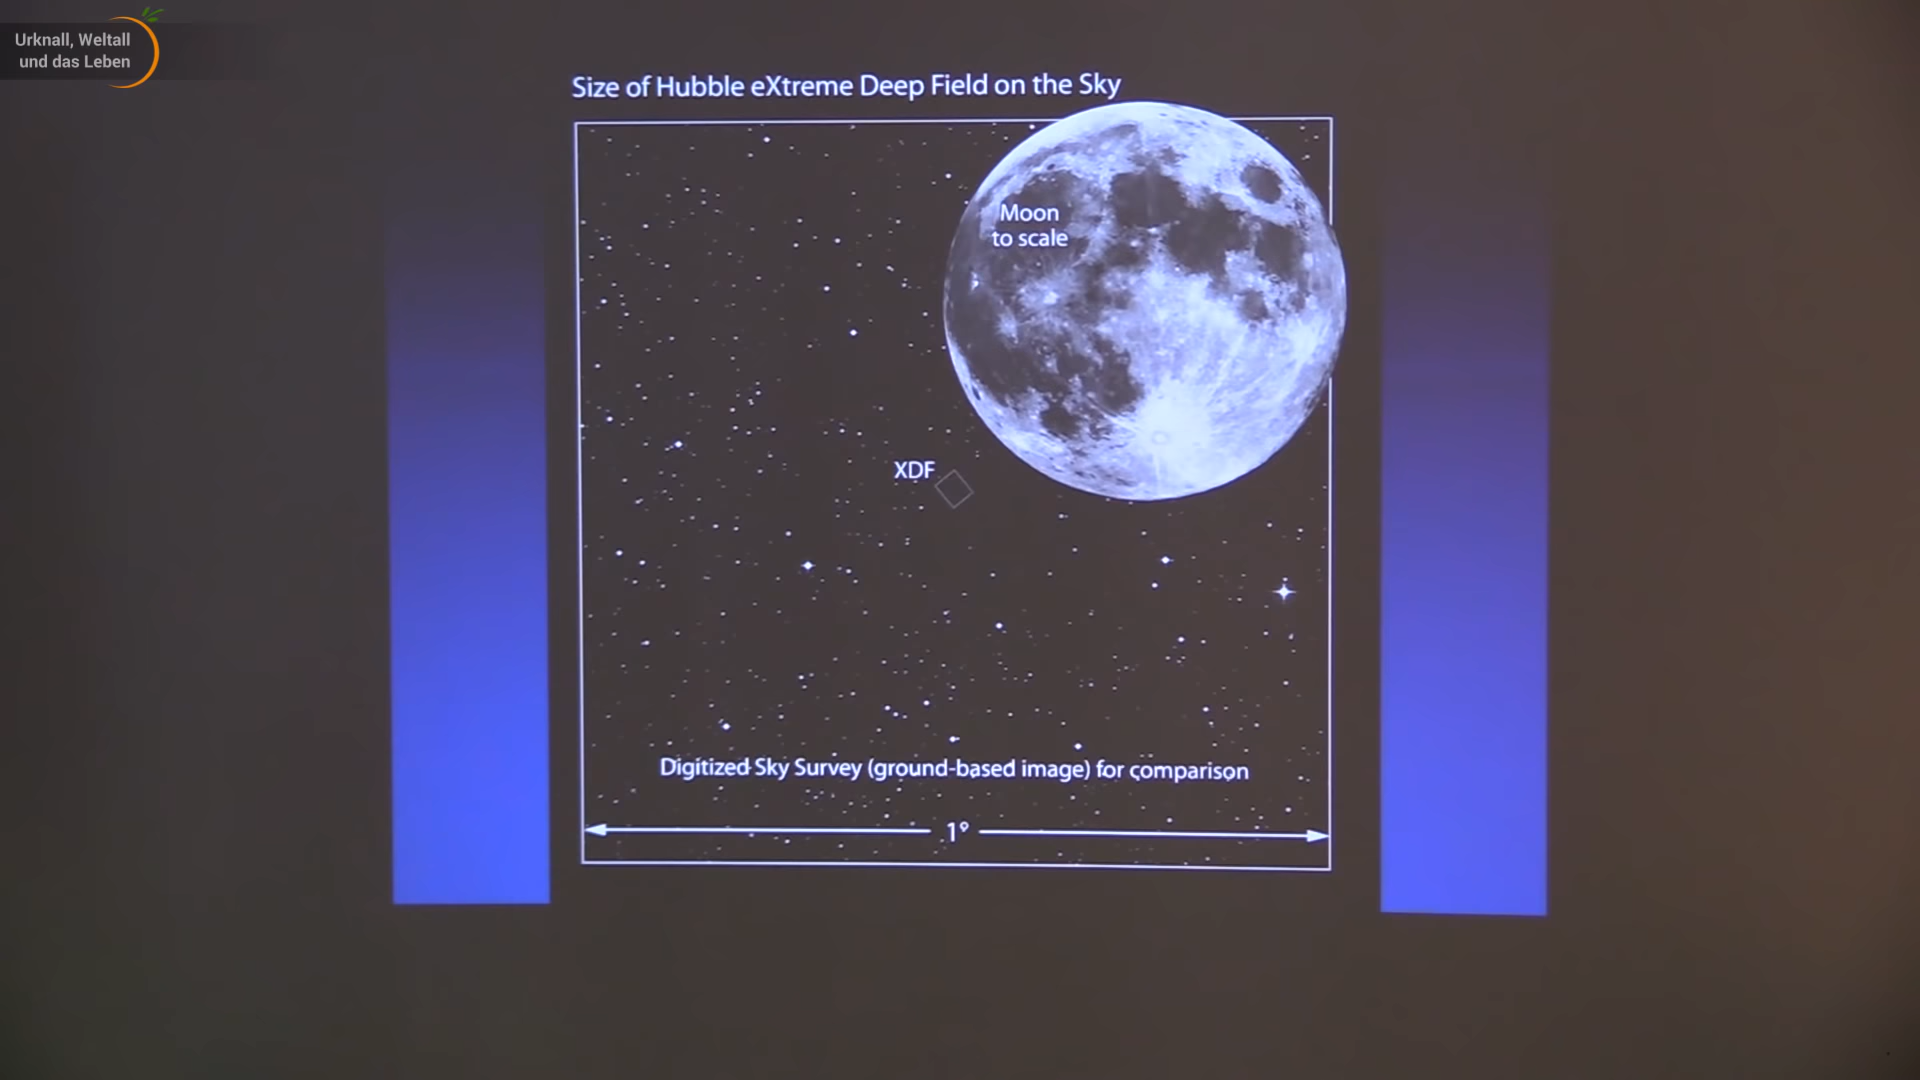 Urknall, Weltall
und das Leben
Size of Hubble eXtreme Deep Field on the Sky
Moon
to scale
XDF
Digitized Sky Survey (ground-based image) for comparison
1°